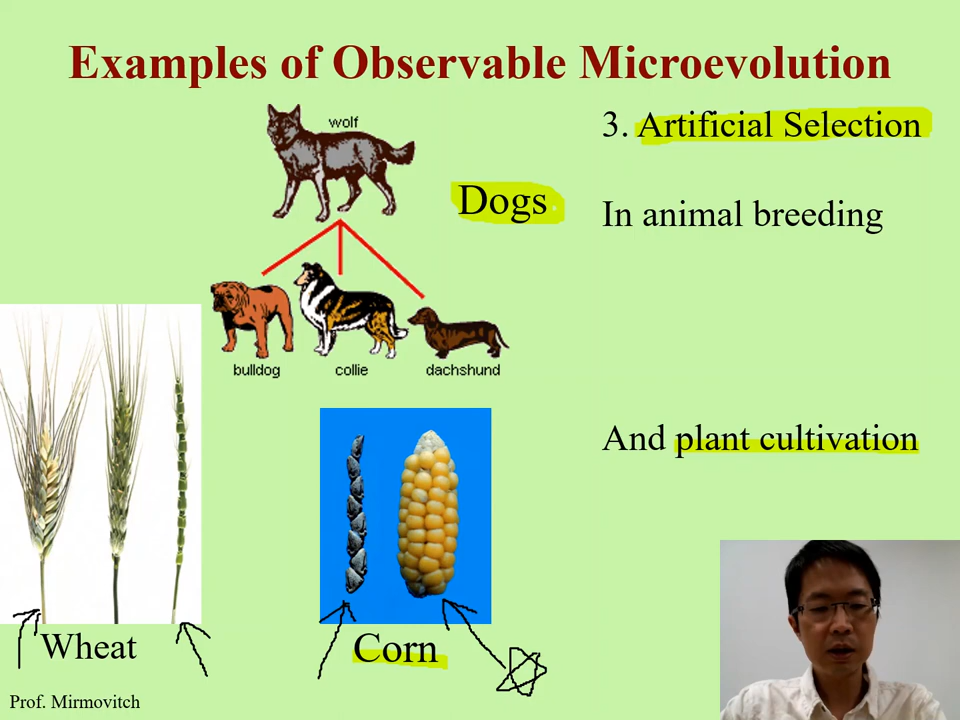 Examples of Observable Microevolution
wolf
3. Artificial Selection
Dogs
In animal breeding
bulldog
collie
dachshund
And plant cultivation
Wheat
Corn
Prof. Mirmovitch